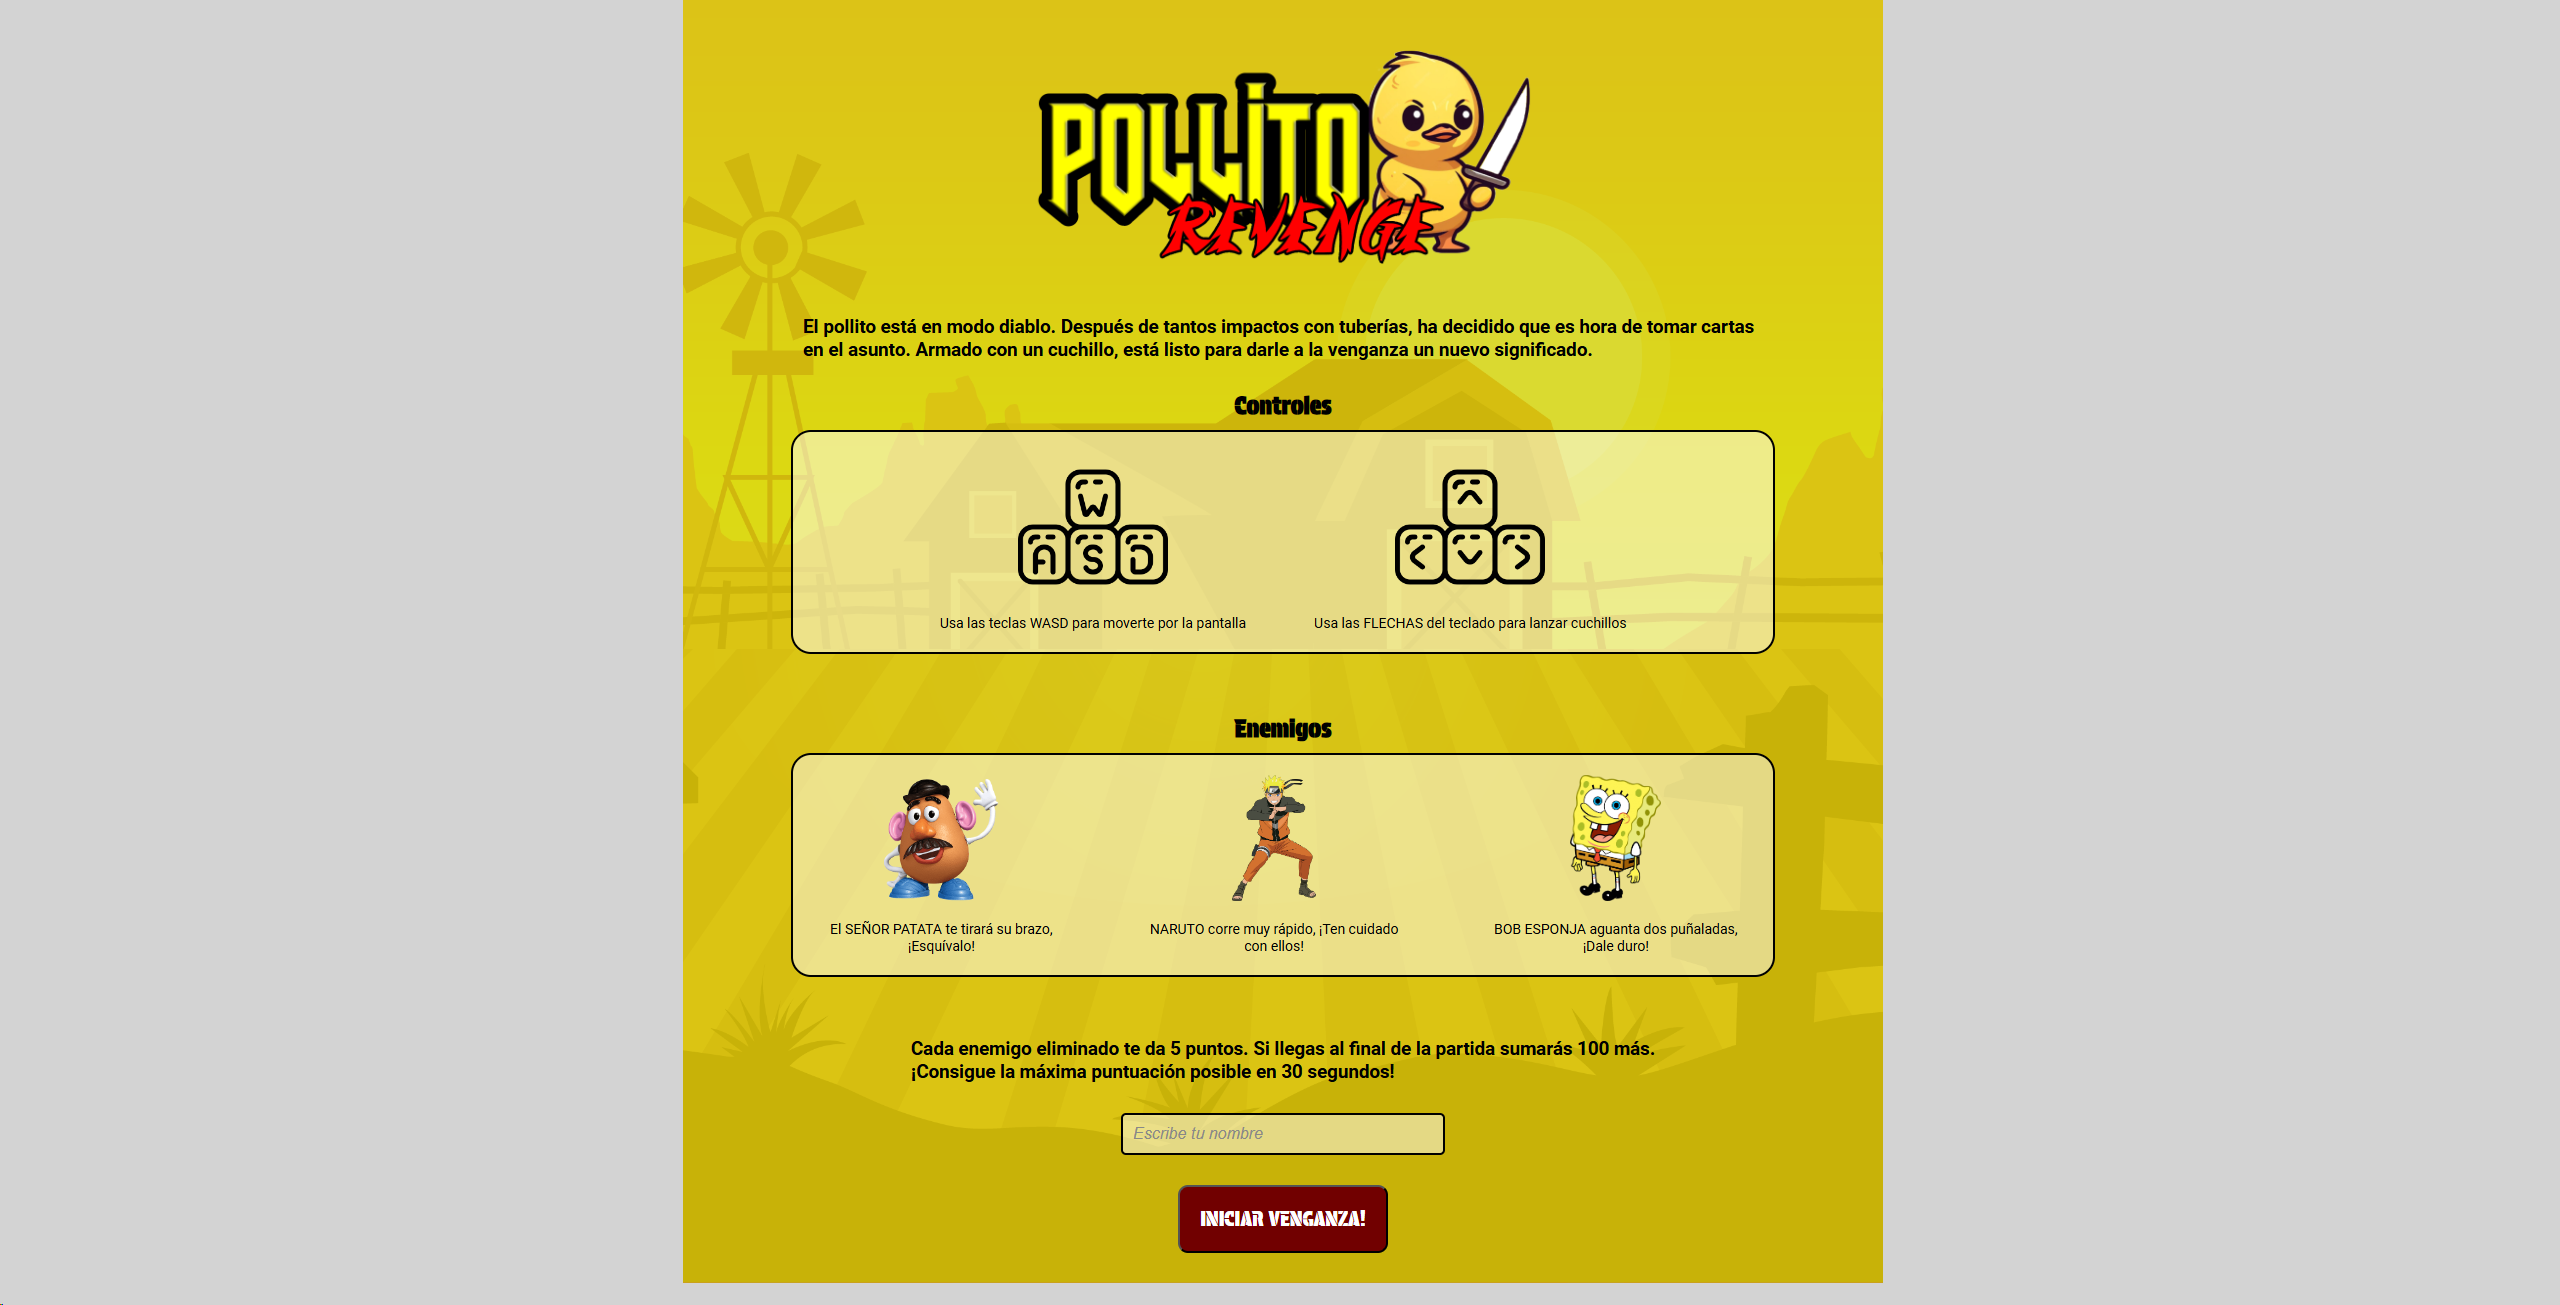 POLLITO
REVENGE
El pollito está en modo diablo. Después de tantos impactos con tuberías, ha decidido que es hora de tomar cartas
en el asunto. Armado con un cuchillo, está listo para darle a la venganza un nuevo significado.
Controles
W
A S D
Usa las teclas WASD para moverte por la pantalla
Usa las FLECHAS del teclado para lanzar cuchillos
Enemigos
El SEÑOR PATATA te tirará su brazo,
¡Esquívalo!
NARUTO corre muy rápido, ¡Ten cuidado
con ellos!
BOB ESPONJA aguanta dos puñaladas,
¡Dale duro!
Cada enemigo eliminado te da 5 puntos. Si llegas al final de la partida sumarás 100 más.
¡Consigue la máxima puntuación posible en 30 segundos!
Escribe tu nombre
INICIAR VENGANZA!